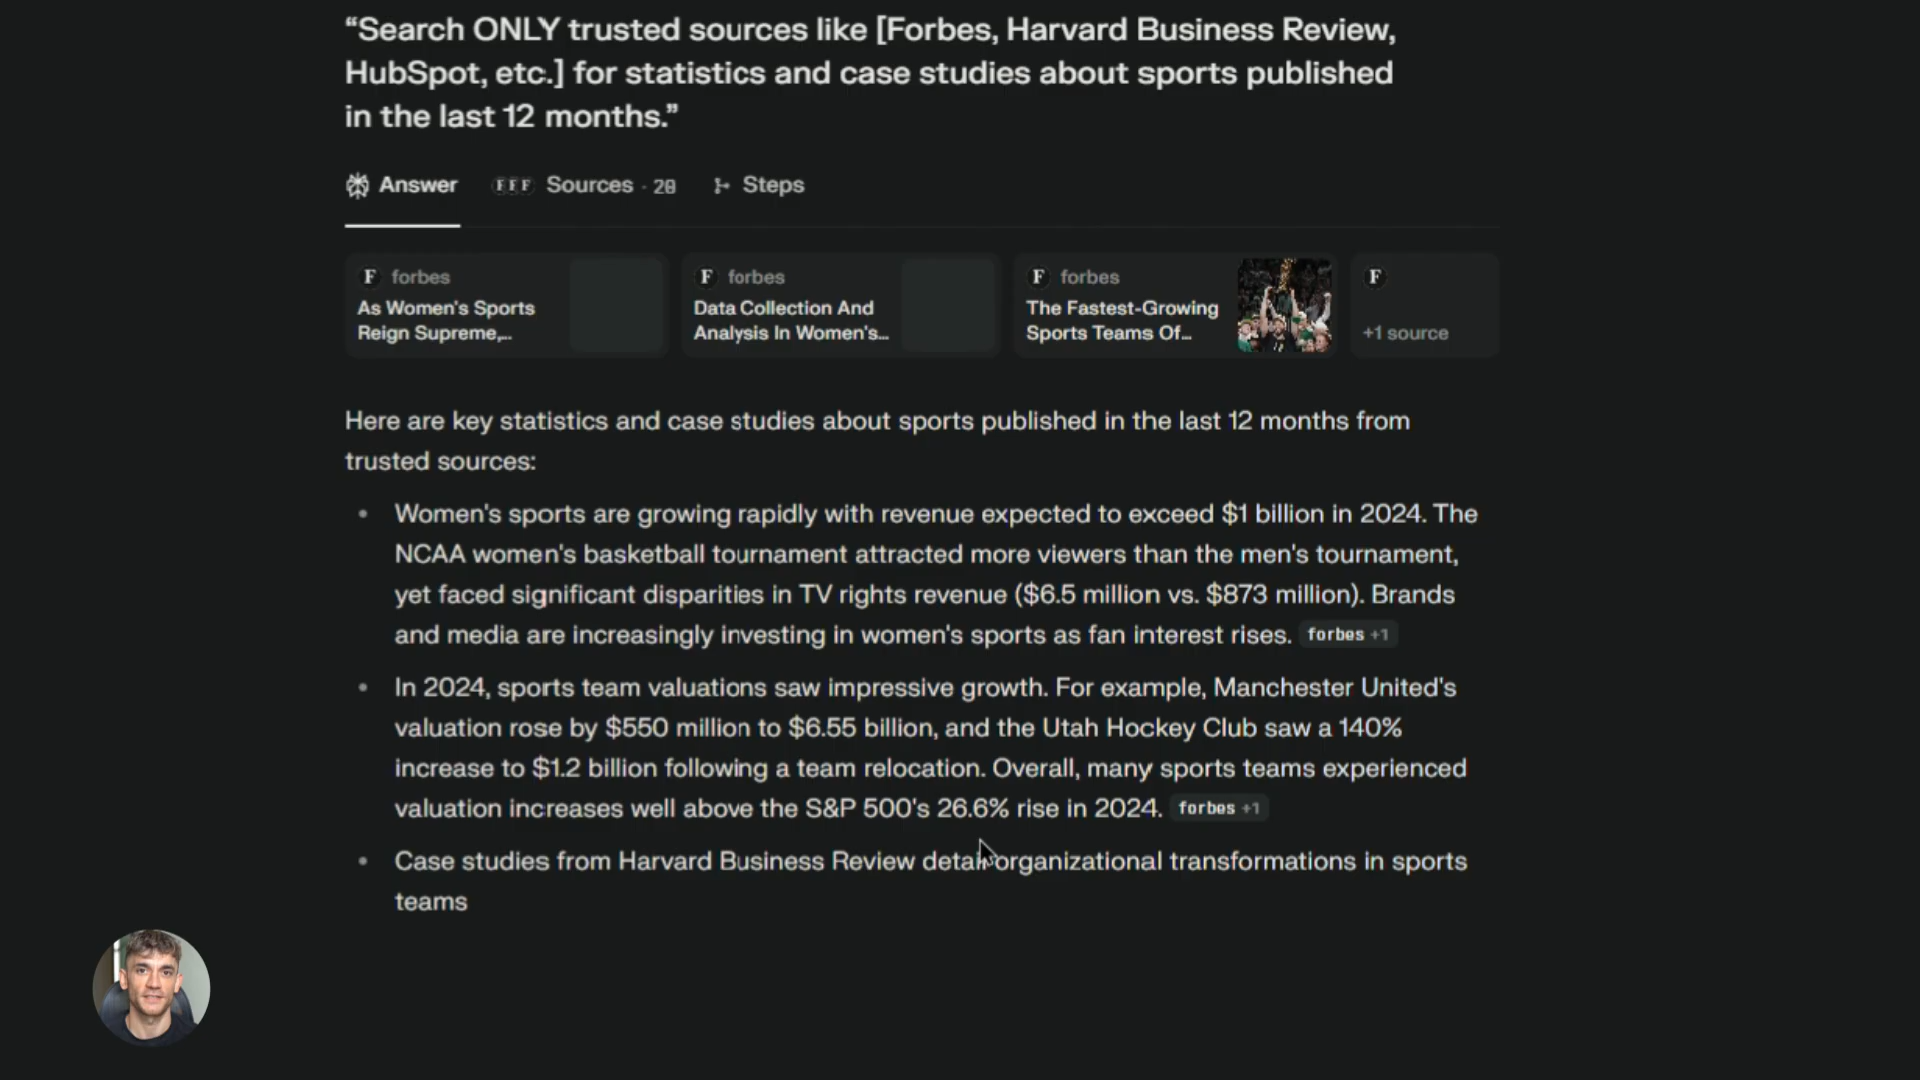 “Search ONLY trusted sources like [Forbes, Harvard Business Review,
HubSpot, etc.] for statistics and case studies about sports published
in the last 12 months.”
Answer F F F Sources · 20 Steps
F forbes
As Women's Sports
Reign Supreme,...
F forbes
Data Collection And
Analysis In Women's...
F forbes
The Fastest-Growing
Sports Teams Of...
F
+1 source
Here are key statistics and case studies about sports published in the last 12 months from
trusted sources:
• Women's sports are growing rapidly with revenue expected to exceed $1 billion in 2024. The
NCAA women's basketball tournament attracted more viewers than the men's tournament,
yet faced significant disparities in TV rights revenue ($6.5 million vs. $873 million). Brands
and media are increasingly investing in women's sports as fan interest rises. forbes +1
• In 2024, sports team valuations saw impressive growth. For example, Manchester United's
valuation rose by $550 million to $6.55 billion, and the Utah Hockey Club saw a 140%
increase to $1.2 billion following a team relocation. Overall, many sports teams experienced
valuation increases well above the S&P 500's 26.6% rise in 2024. forbes +1
• Case studies from Harvard Business Review detail organizational transformations in sports
teams